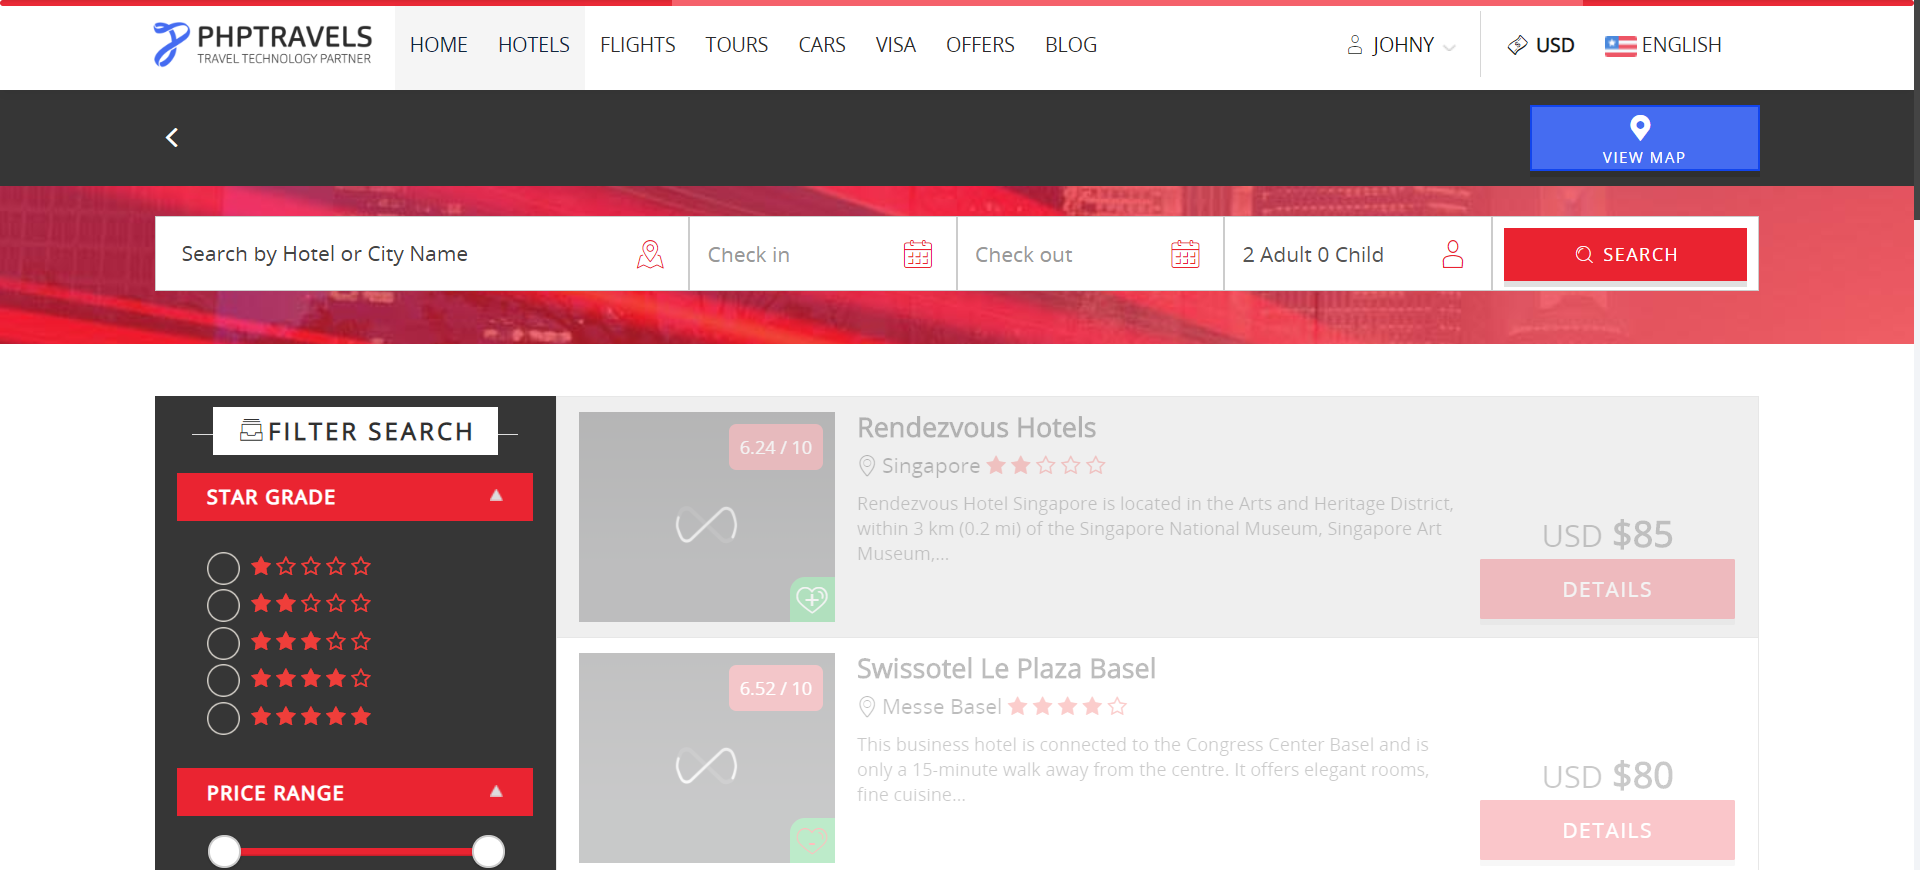 PHPTRAVELS
TRAVEL TECHNOLOGY PARTNER
HOME HOTELS FLIGHTS TOURS CARS VISA OFFERS BLOG JOHNY USD ENGLISH
VIEW MAP
Search by Hotel or City Name Check in Check out 2 Adult 0 Child SEARCH
FILTER SEARCH
STAR GRADE
PRICE RANGE
6.24 / 10
Rendezvous Hotels
Singapore
Rendezvous Hotel Singapore is located in the Arts and Heritage District,
within 3 km (0.2 mi) of the Singapore National Museum, Singapore Art
Museum,...
USD $85
DETAILS
6.52 / 10
Swissotel Le Plaza Basel
Messe Basel
This business hotel is connected to the Congress Center Basel and is
only a 15-minute walk away from the centre. It offers elegant rooms,
fine cuisine...
USD $80
DETAILS